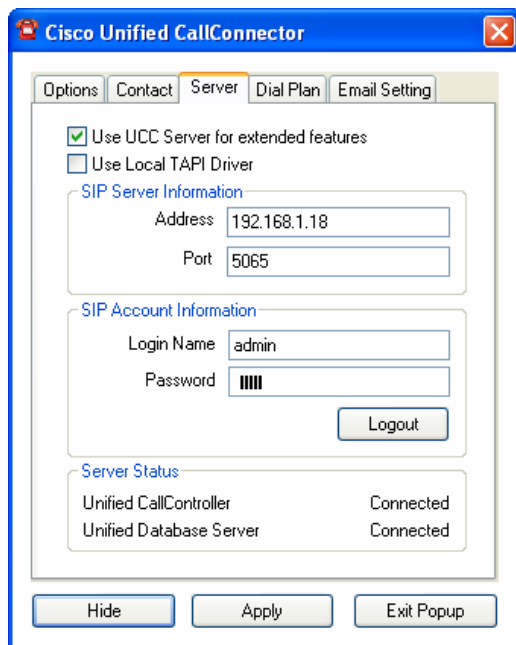 Cisco Unified CallConnector
Options Contact Server Dial Plan Email Setting
Use UCC Server for extended features
Use Local TAPI Driver
SIP Server Information
Address 192.168.1.18
Port 5065
SIP Account Information
Login Name admin
Password
Logout
Server Status
Unified CallController Connected
Unified Database Server Connected
Hide Apply Exit Popup